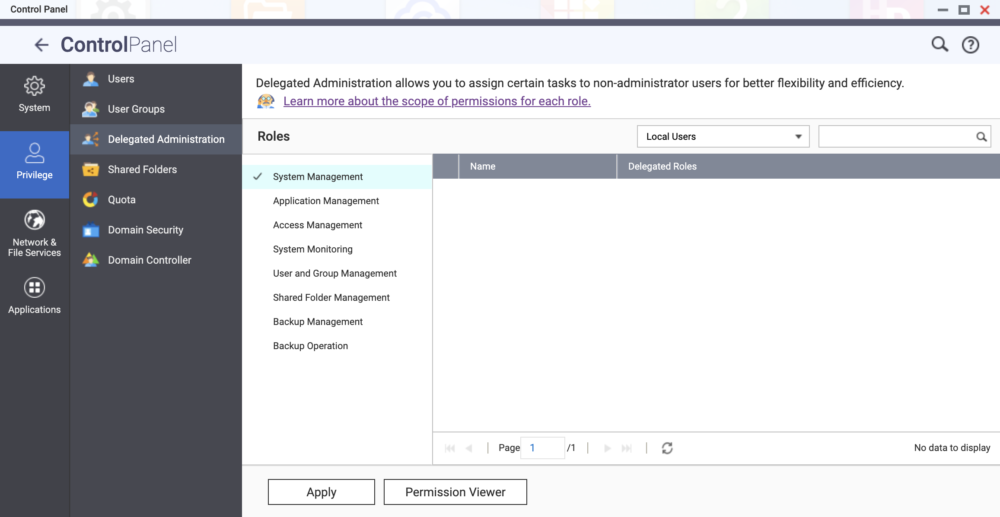 Control Panel
ControlPanel
System
Privilege
Network &
File Services
Applications
Users
User Groups
Delegated Administration
Shared Folders
Quota
Domain Security
Domain Controller
Delegated Administration allows you to assign certain tasks to non-administrator users for better flexibility and efficiency.
Learn more about the scope of permissions for each role.
Roles
Local Users
System Management
Application Management
Access Management
System Monitoring
User and Group Management
Shared Folder Management
Backup Management
Backup Operation
Name Delegated Roles
Page 1 /1 No data to display
Apply Permission Viewer